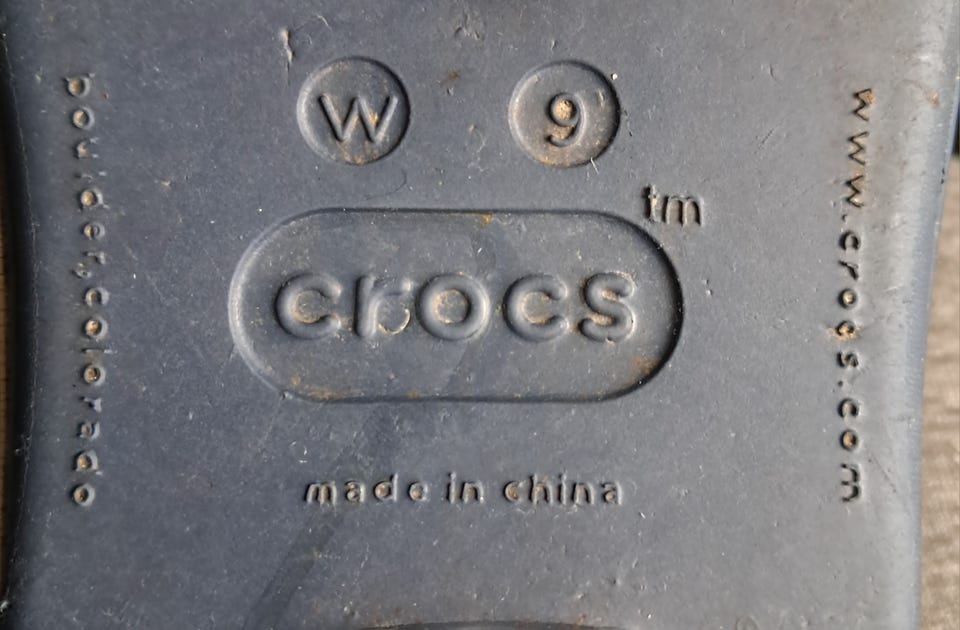 W 9
tm
crocs
made in china
boulder, colorado
www.crocs.com